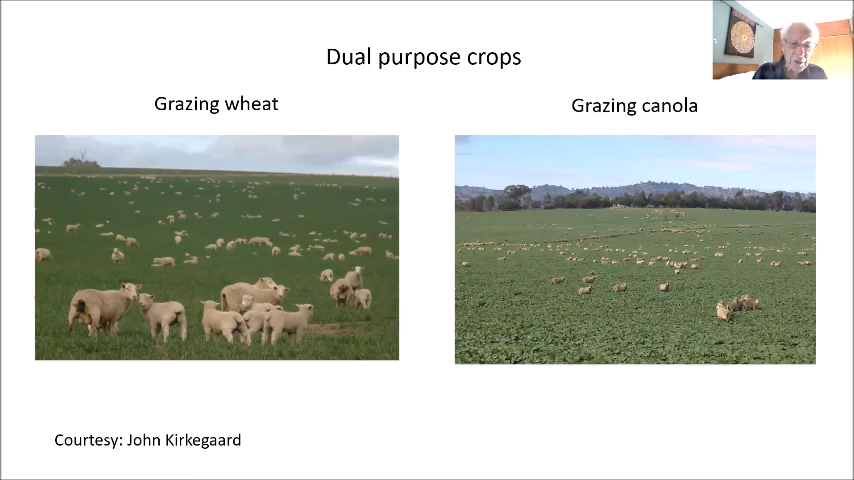 Dual purpose crops
Grazing wheat
Grazing canola
Courtesy: John Kirkegaard